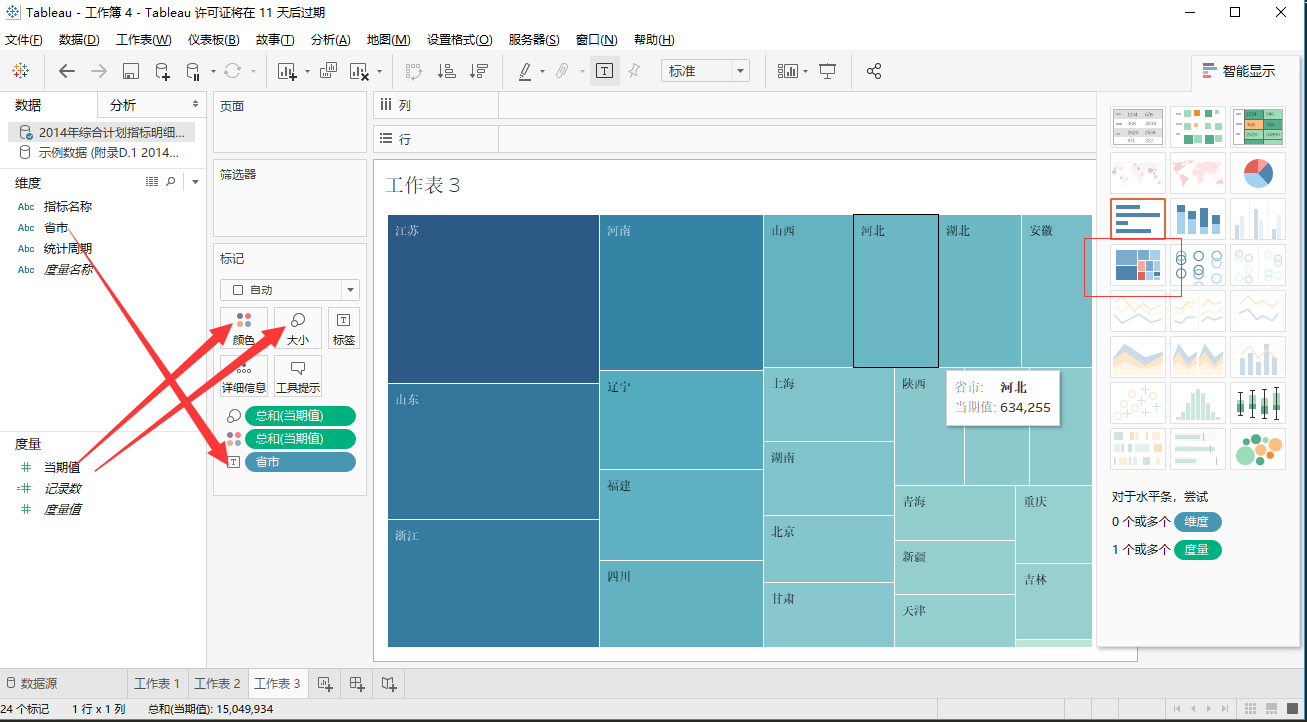 Tableau - 工作簿 4 - Tableau 许可证将在 11 天后过期
文件(F) 数据(D) 工作表(W) 仪表板(B) 故事(T) 分析(A) 地图(M) 设置格式(O) 服务器(S) 窗口(N) 帮助(H)
标准
智能显示
数据 分析
2014年综合计划指标明细...
示例数据 (附录D.1 2014...
维度
Abc 指标名称
Abc 省市
Abc 统计周期
Abc 度量名称
度量
当期值
记录数
度量值
页面
筛选器
标记
自动
颜色 大小 标签
详细信息 工具提示
总和(当期值)
总和(当期值)
省市
列
行
工作表 3
江苏
山东
浙江
河南
辽宁
福建
四川
山西
河北
湖北
安徽
上海
湖南
北京
甘肃
陕西
青海
新疆
天津
重庆
吉林
省市: 河北
当期值: 634,255
对于水平条，尝试
0 个或多个 维度
1 个或多个 度量
数据源 工作表 1 工作表 2 工作表 3
24 个标记 1 行 x 1 列 总和(当期值): 15,049,934